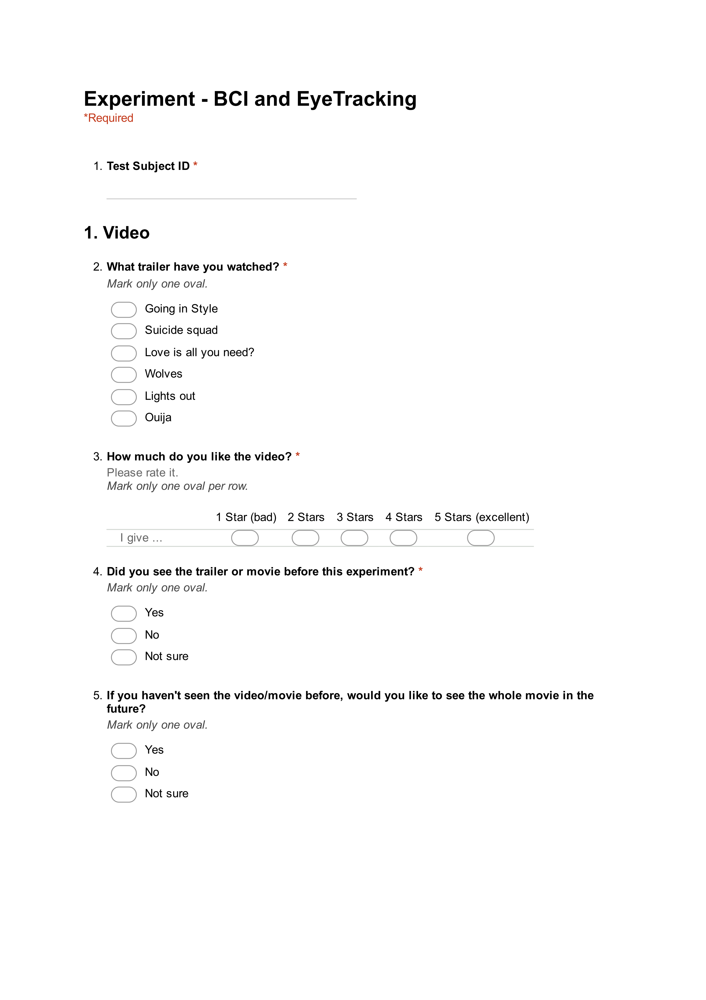 Experiment - BCI and EyeTracking
*Required
1. Test Subject ID *
1. Video
2. What trailer have you watched? *
Mark only one oval.
Going in Style
Suicide squad
Love is all you need?
Wolves
Lights out
Ouija
3. How much do you like the video? *
Please rate it.
Mark only one oval per row.
1 Star (bad) 2 Stars 3 Stars 4 Stars 5 Stars (excellent)
I give ...
4. Did you see the trailer or movie before this experiment? *
Mark only one oval.
Yes
No
Not sure
5. If you haven't seen the video/movie before, would you like to see the whole movie in the
future?
Mark only one oval.
Yes
No
Not sure